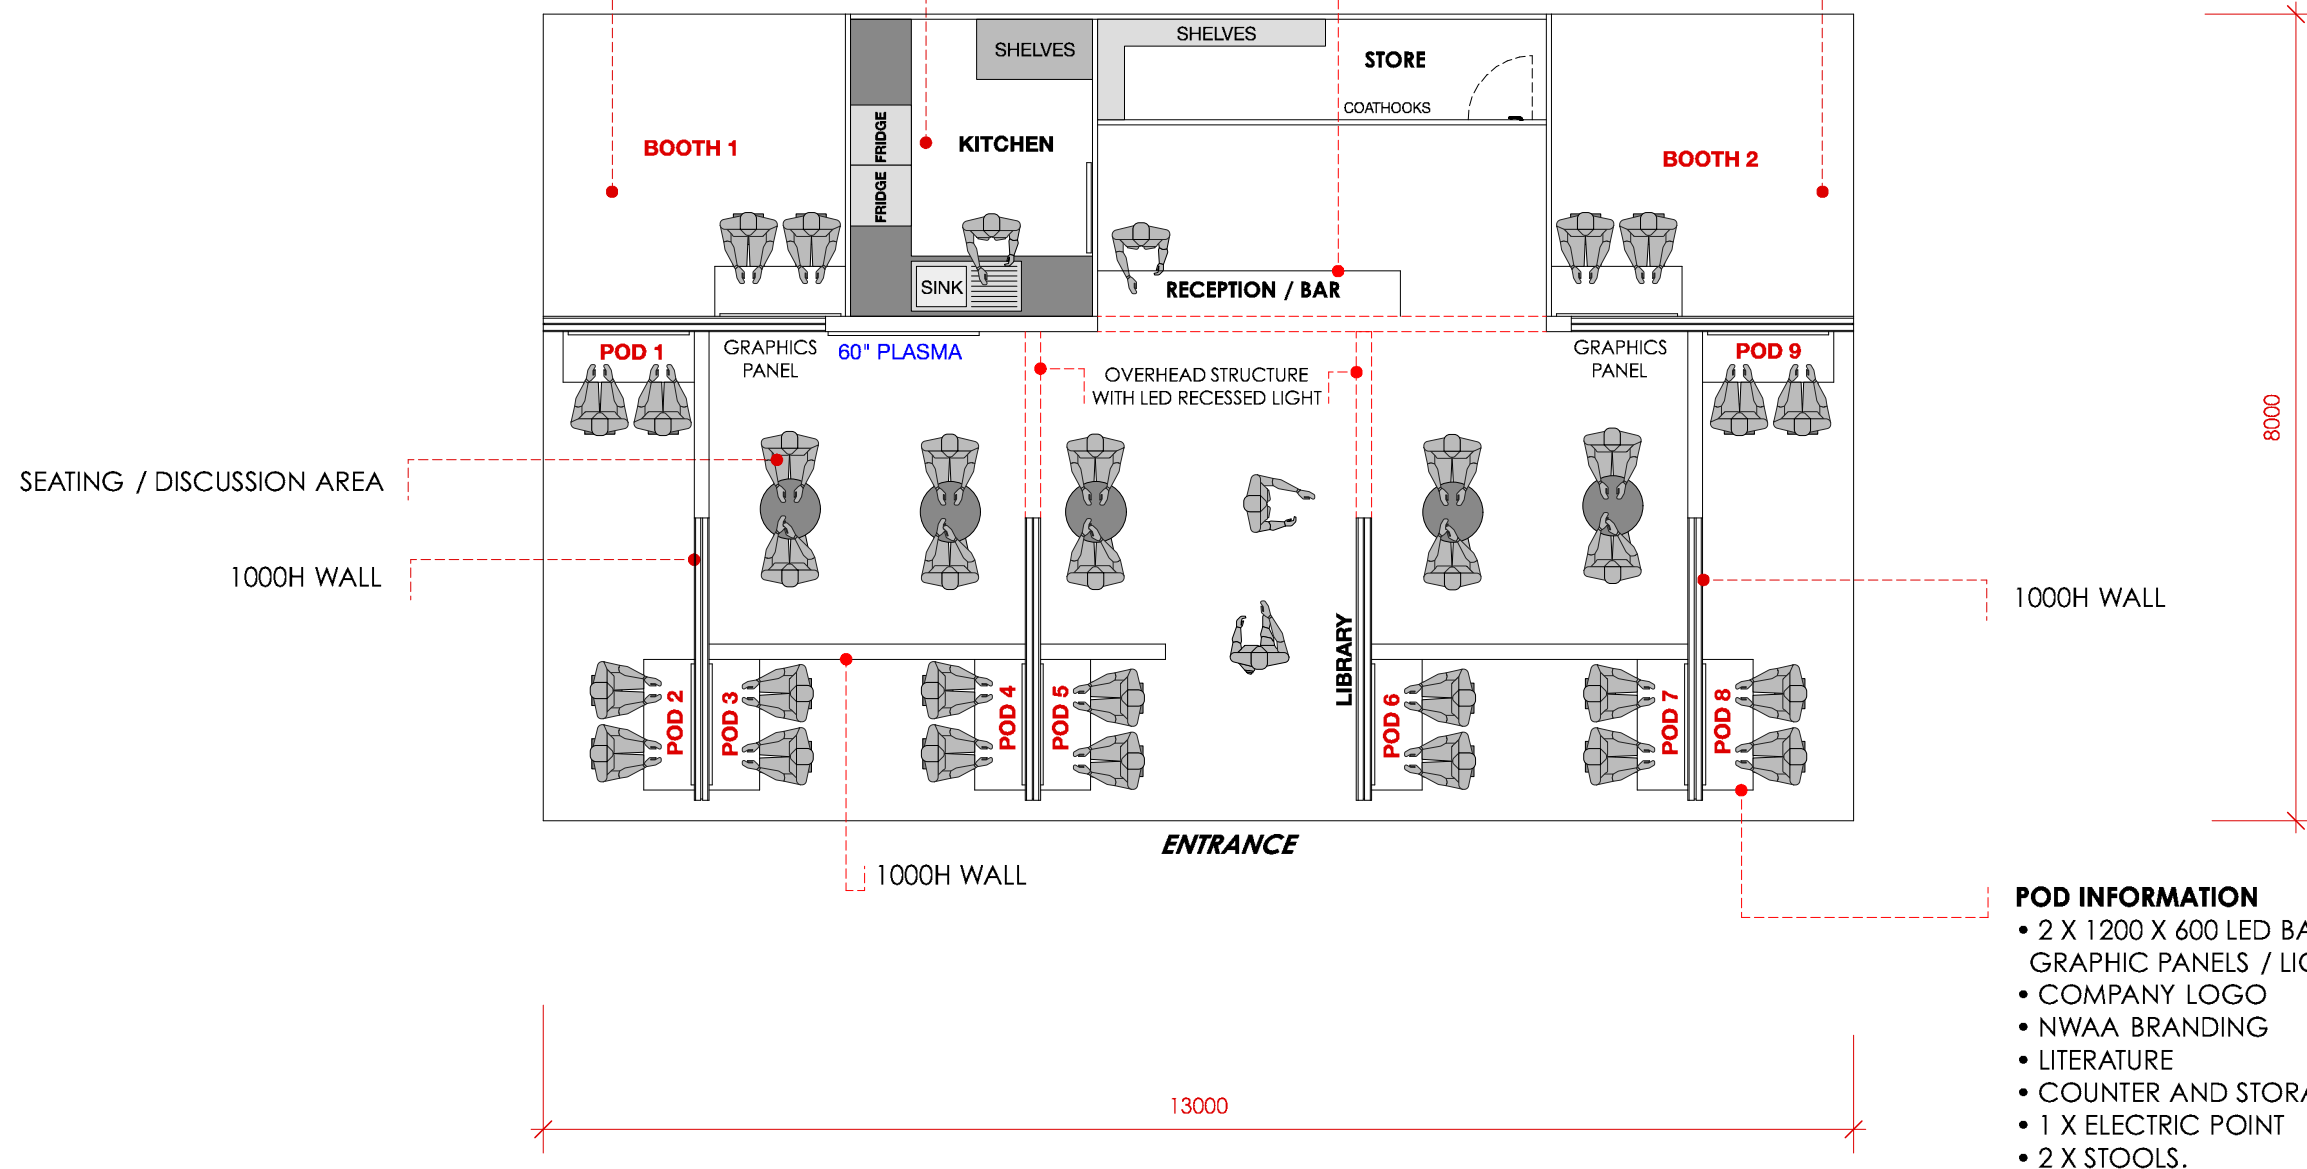 SHELVES
SHELVES
STORE
COATHOOKS
FRIDGE
FRIDGE
KITCHEN
BOOTH 1
BOOTH 2
SINK
RECEPTION / BAR
POD 1
GRAPHICS
PANEL
60" PLASMA
OVERHEAD STRUCTURE
WITH LED RECESSED LIGHT
GRAPHICS
PANEL
POD 9
8000
SEATING / DISCUSSION AREA
1000H WALL
1000H WALL
LIBRARY
POD 2
POD 3
POD 4
POD 5
POD 6
POD 7
POD 8
ENTRANCE
1000H WALL
POD INFORMATION
• 2 X 1200 X 600 LED
GRAPHIC PANELS /
• COMPANY LOGO
• NWAA BRANDING
• LITERATURE
• COUNTER AND
• 1 X ELECTRIC POINT
• 2 X STOOLS.
13000